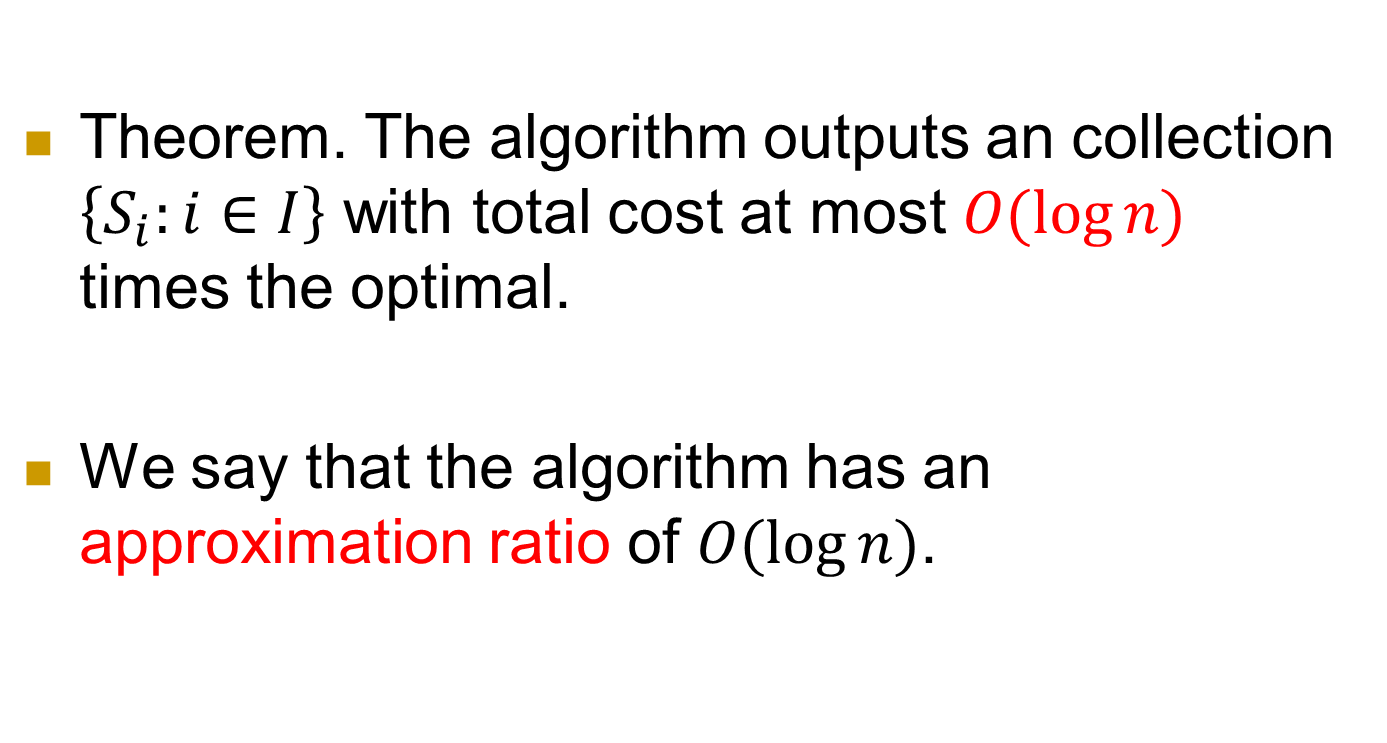 Theorem. The algorithm outputs an collection
{Sᵢ: i ∈ I} with total cost at most O(log n)
times the optimal.
We say that the algorithm has an
approximation ratio of O(log n).